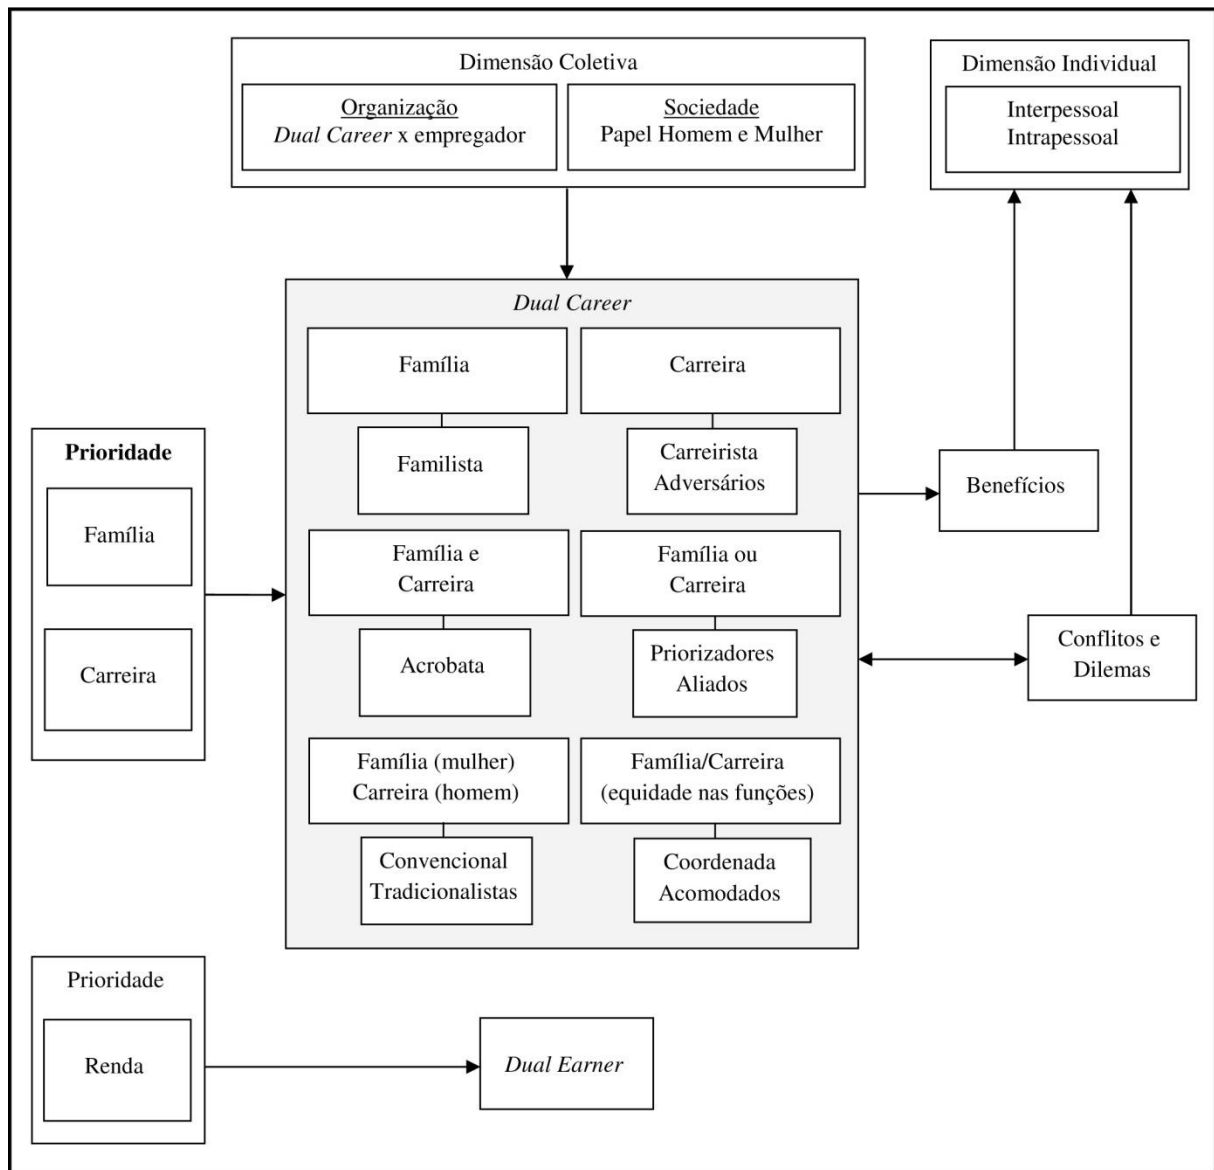 Dimensão Coletiva
Organização
Dual Career x empregador
Sociedade
Papel Homem e Mulher
Dimensão Individual
Interpessoal
Intrapessoal
Dual Career
Família
Carreira
Familista
Carreirista
Adversários
Família e
Carreira
Família ou
Carreira
Acrobata
Priorizadores
Aliados
Família (mulher)
Carreira (homem)
Família/Carreira
(equidade nas funções)
Convencional
Tradicionalistas
Coordenada
Acomodados
Prioridade
Família
Carreira
Benefícios
Conflitos e
Dilemas
Prioridade
Renda
Dual Earner